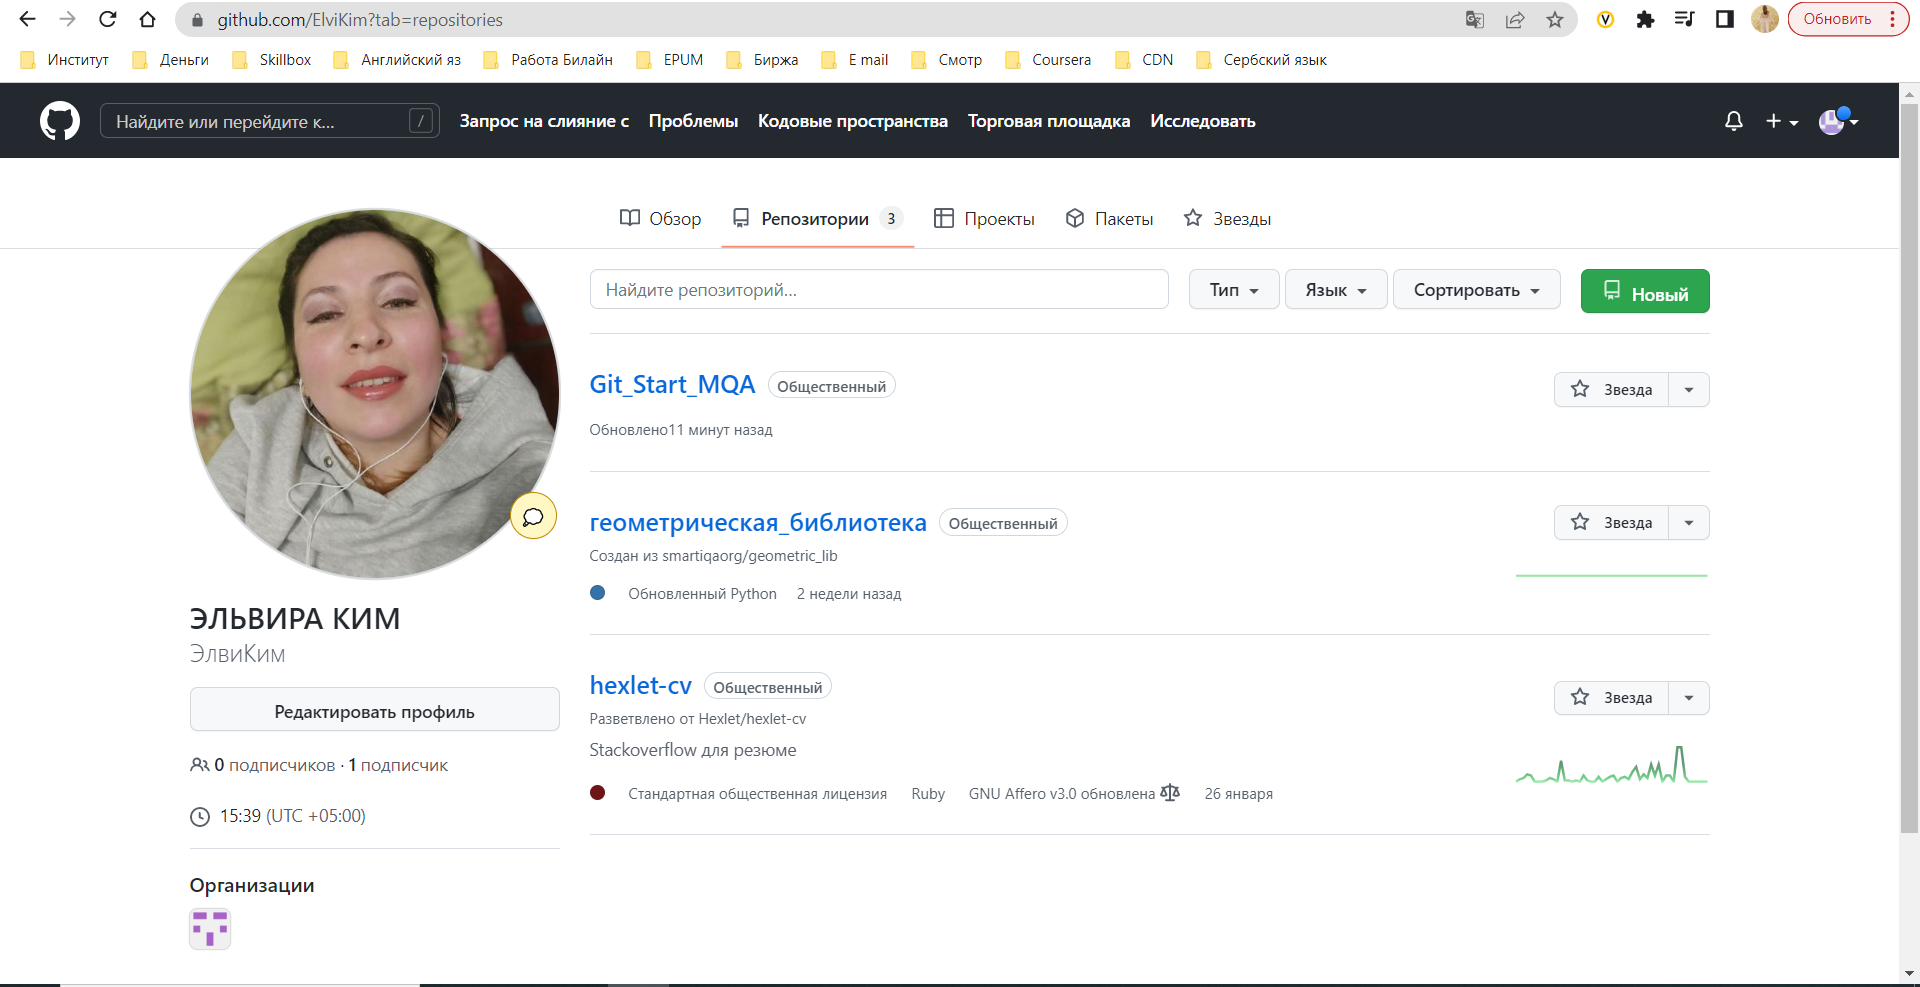 github.com/ElviKim?tab=repositories
Обновить
Институт Деньги Skillbox Английский яз Работа Билайн EPUM Биржа E mail Смотр Coursera CDN Сербский язык
Найдите или перейдите к... / Запрос на слияние с Проблемы Кодовые пространства Торговая площадка Исследовать
Обзор Репозитории 3 Проекты Пакеты Звезды
Найдите репозиторий... Тип Язык Сортировать Новый
Git_Start_MQA Общественный Звезда
Обновлено11 минут назад
геометрическая_библиотека Общественный Звезда
Создан из smartiqaorg/geometric_lib
Обновленный Python 2 недели назад
hexlet-cv Общественный Звезда
Разветвлено от Hexlet/hexlet-cv
Stackoverflow для резюме
Стандартная общественная лицензия Ruby GNU Affero v3.0 обновлена 26 января
ЭЛЬВИРА КИМ
ЭлвиКим
Редактировать профиль
0 подписчиков · 1 подписчик
15:39 (UTC +05:00)
Организации